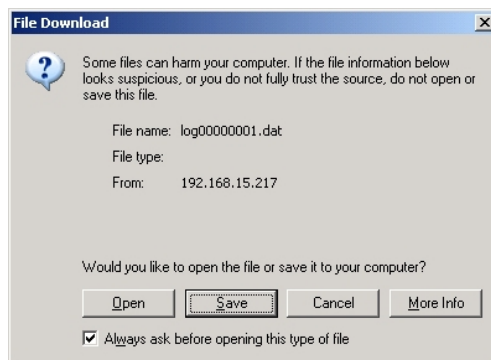 File Download
Some files can harm your computer. If the file information below
looks suspicious, or you do not fully trust the source, do not open or
save this file.
File name: log00000001.dat
File type:
From: 192.168.15.217
Would you like to open the file or save it to your computer?
Open Save Cancel More Info
Always ask before opening this type of file